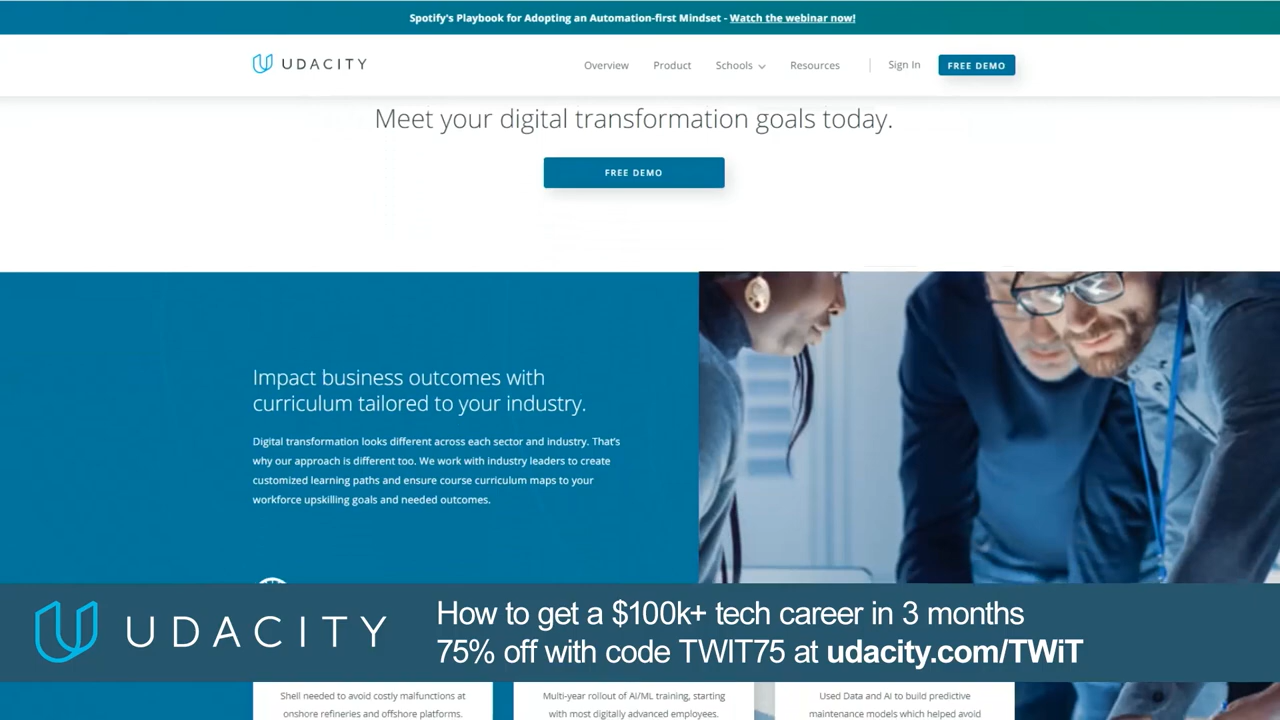 Spotify's Playbook for Adopting an Automation-first Mindset - Watch the webinar now!
UDACITY
Overview Product Schools Resources Sign In FREE DEMO
Meet your digital transformation goals today.
FREE DEMO
Impact business outcomes with
curriculum tailored to your industry.
Digital transformation looks different across each sector and industry. That's
why our approach is different too. We work with industry leaders to create
customized learning paths and ensure course curriculum maps to your
workforce upskilling goals and needed outcomes.
UDACITY
How to get a $100k+ tech career in 3 months
75% off with code TWIT75 at udacity.com/TWiT
Shell needed to avoid costly malfunctions at
onshore refineries and offshore platforms.
Multi-year rollout of AI/ML training, starting
with most digitally advanced employees.
Used Data and AI to build predictive
maintenance models which helped avoid